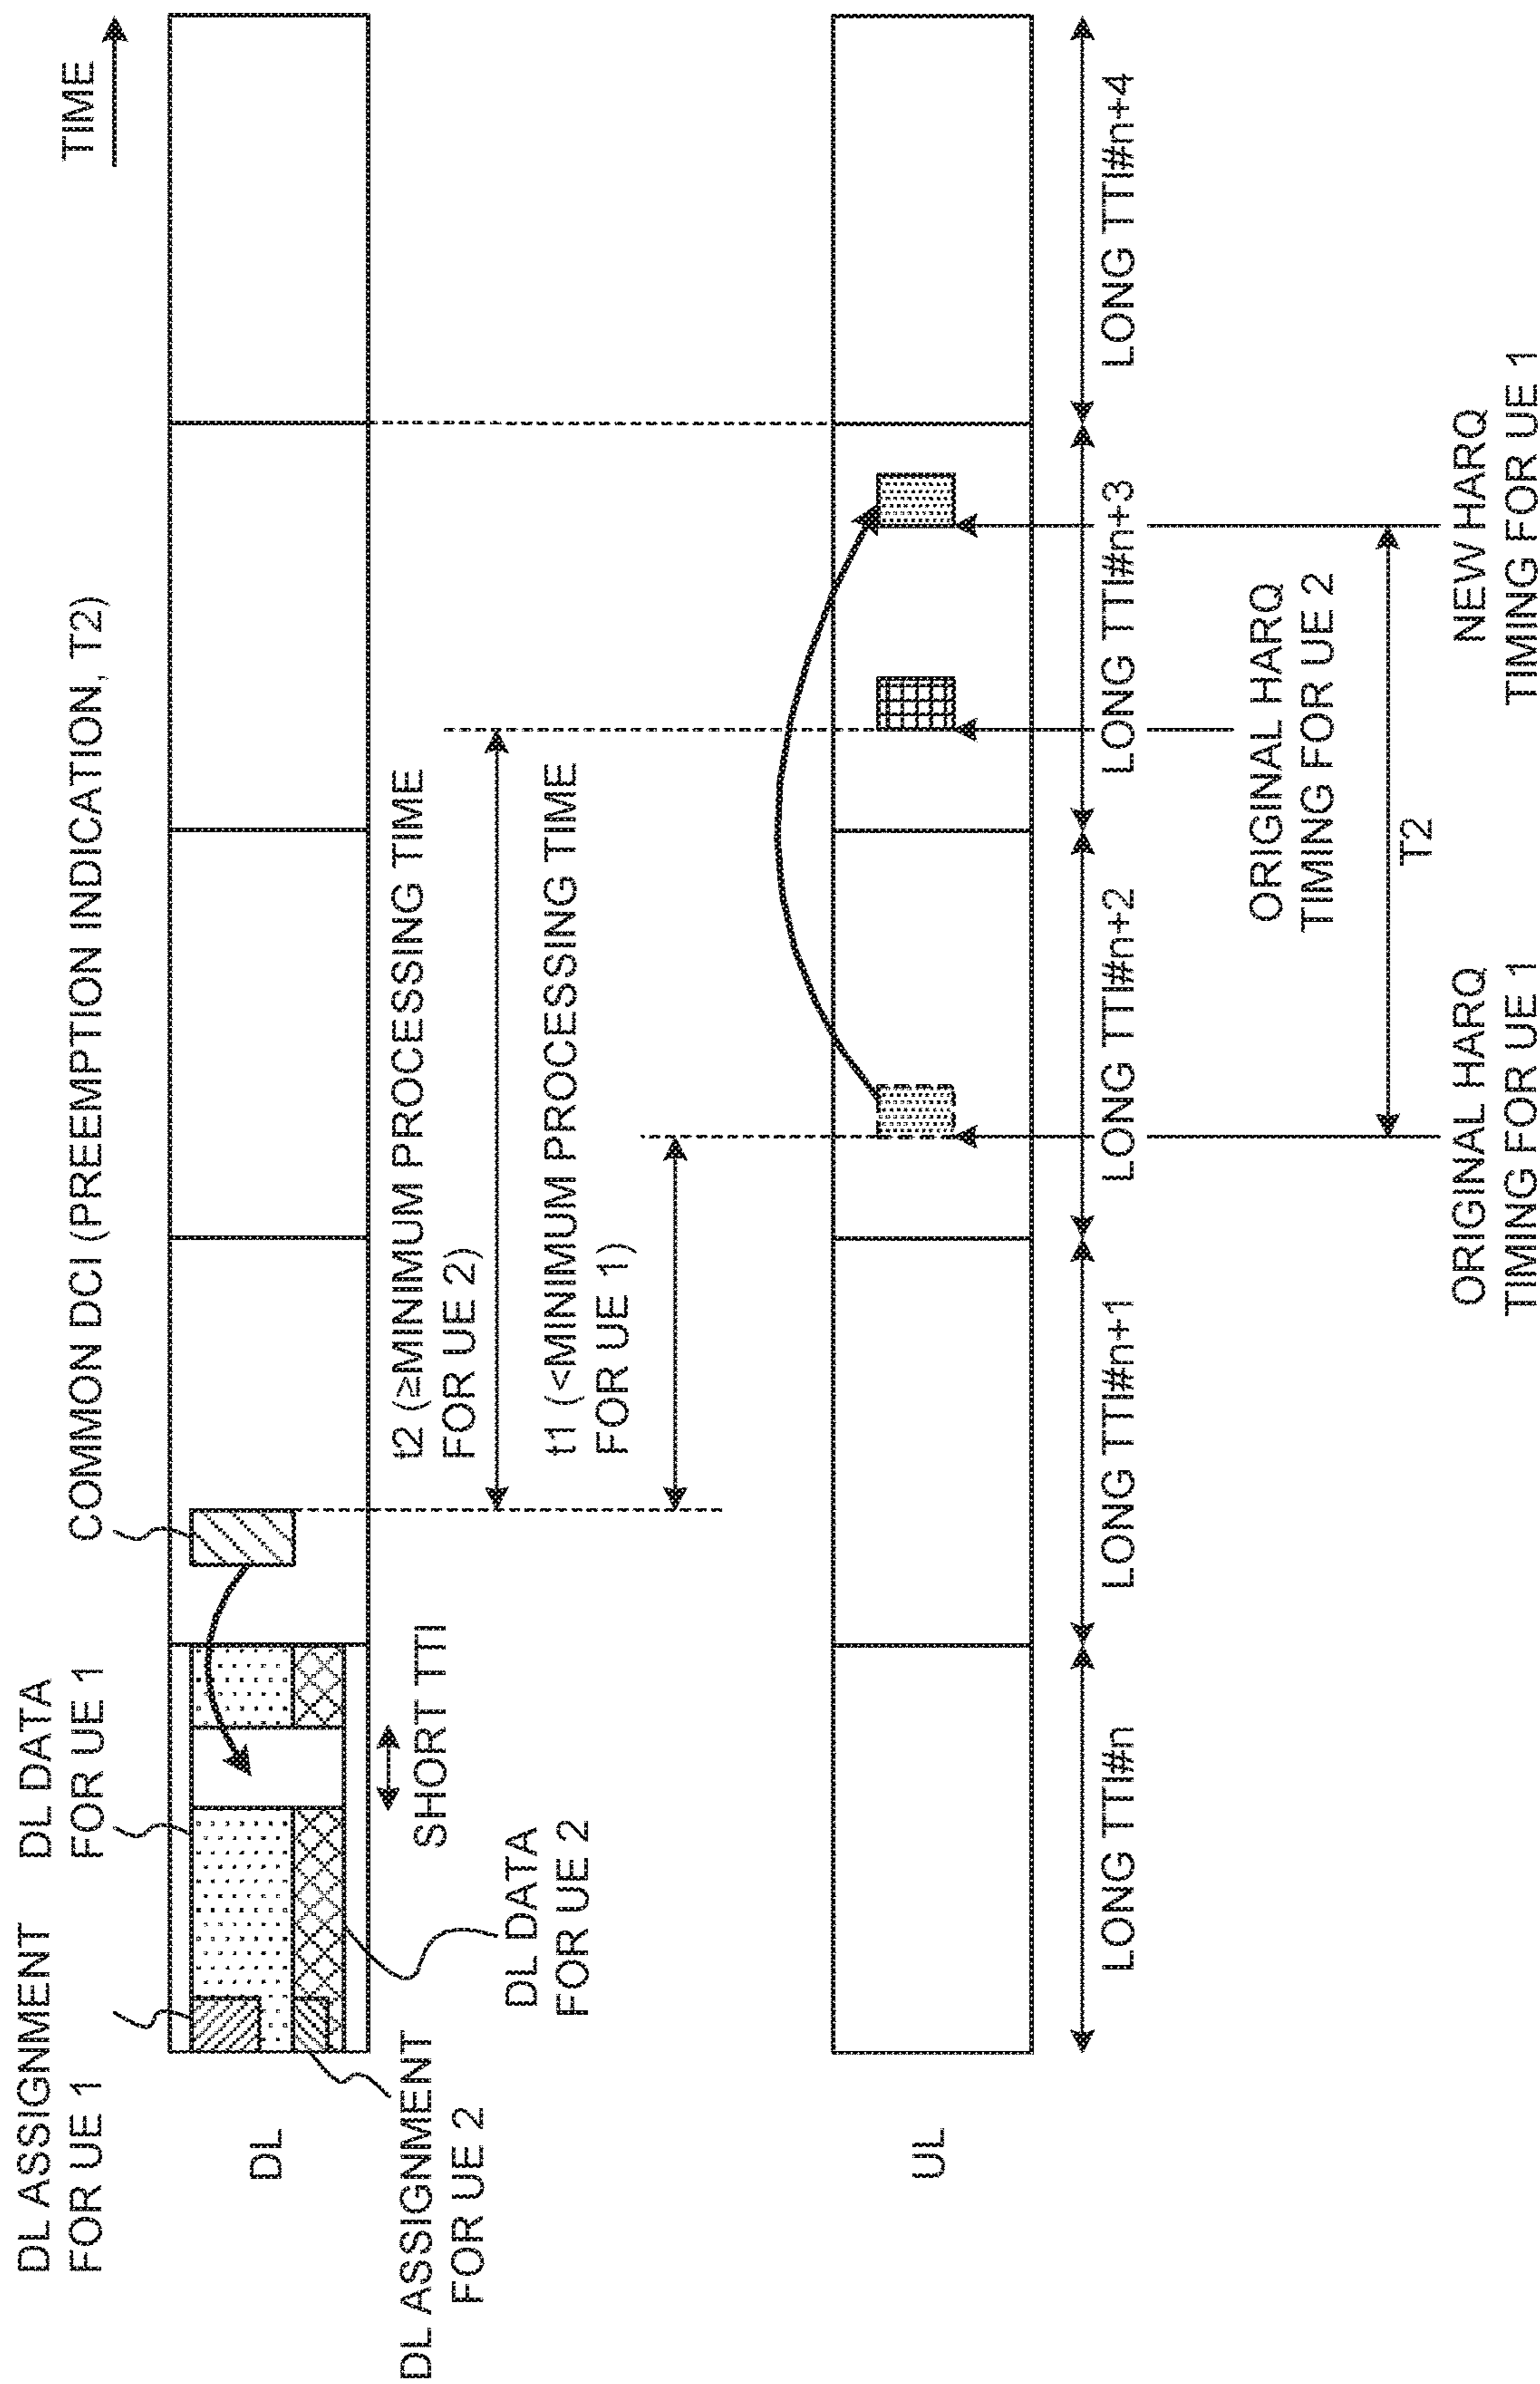 TIME
COMMON DCI (PREEMPTION INDICATION, T2)
DL ASSIGNMENT
FOR UE 1
DL DATA
FOR UE 1
DL
DL ASSIGNMENT
FOR UE 2
DL DATA
FOR UE 2
SHORT TTI
t2 (≥MINIMUM PROCESSING TIME
FOR UE 2)
t1 (<MINIMUM PROCESSING TIME
FOR UE 1)
UL
LONG TTI#n
LONG TTI#n+1
LONG TTI#n+2
LONG TTI#n+3
LONG TTI#n+4
ORIGINAL HARQ
TIMING FOR UE 2
T2
ORIGINAL HARQ
TIMING FOR UE 1
NEW HARQ
TIMING FOR UE 1